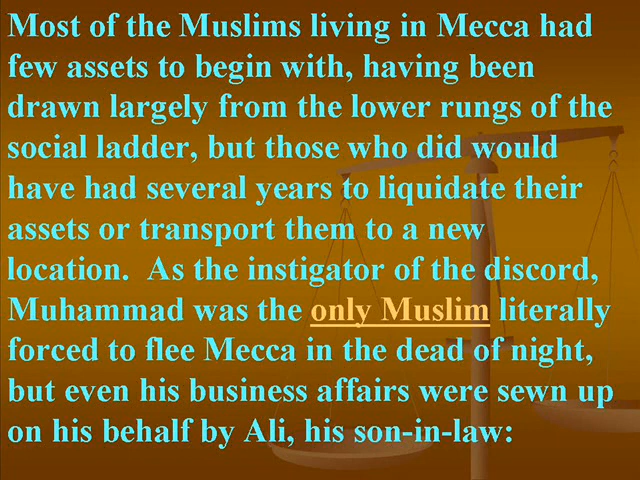 Most of the Muslims living in Mecca had
few assets to begin with, having been
drawn largely from the lower rungs of the
social ladder, but those who did would
have had several years to liquidate their
assets or transport them to a new
location.  As the instigator of the discord,
Muhammad was the only Muslim literally
forced to flee Mecca in the dead of night,
but even his business affairs were sewn up
on his behalf by Ali, his son-in-law: